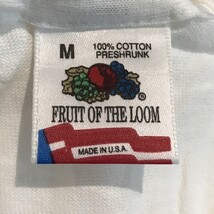 M
100% COTTON
PRESHRUNK
®
FRUIT OF THE LOOM
MADE IN U.S.A.